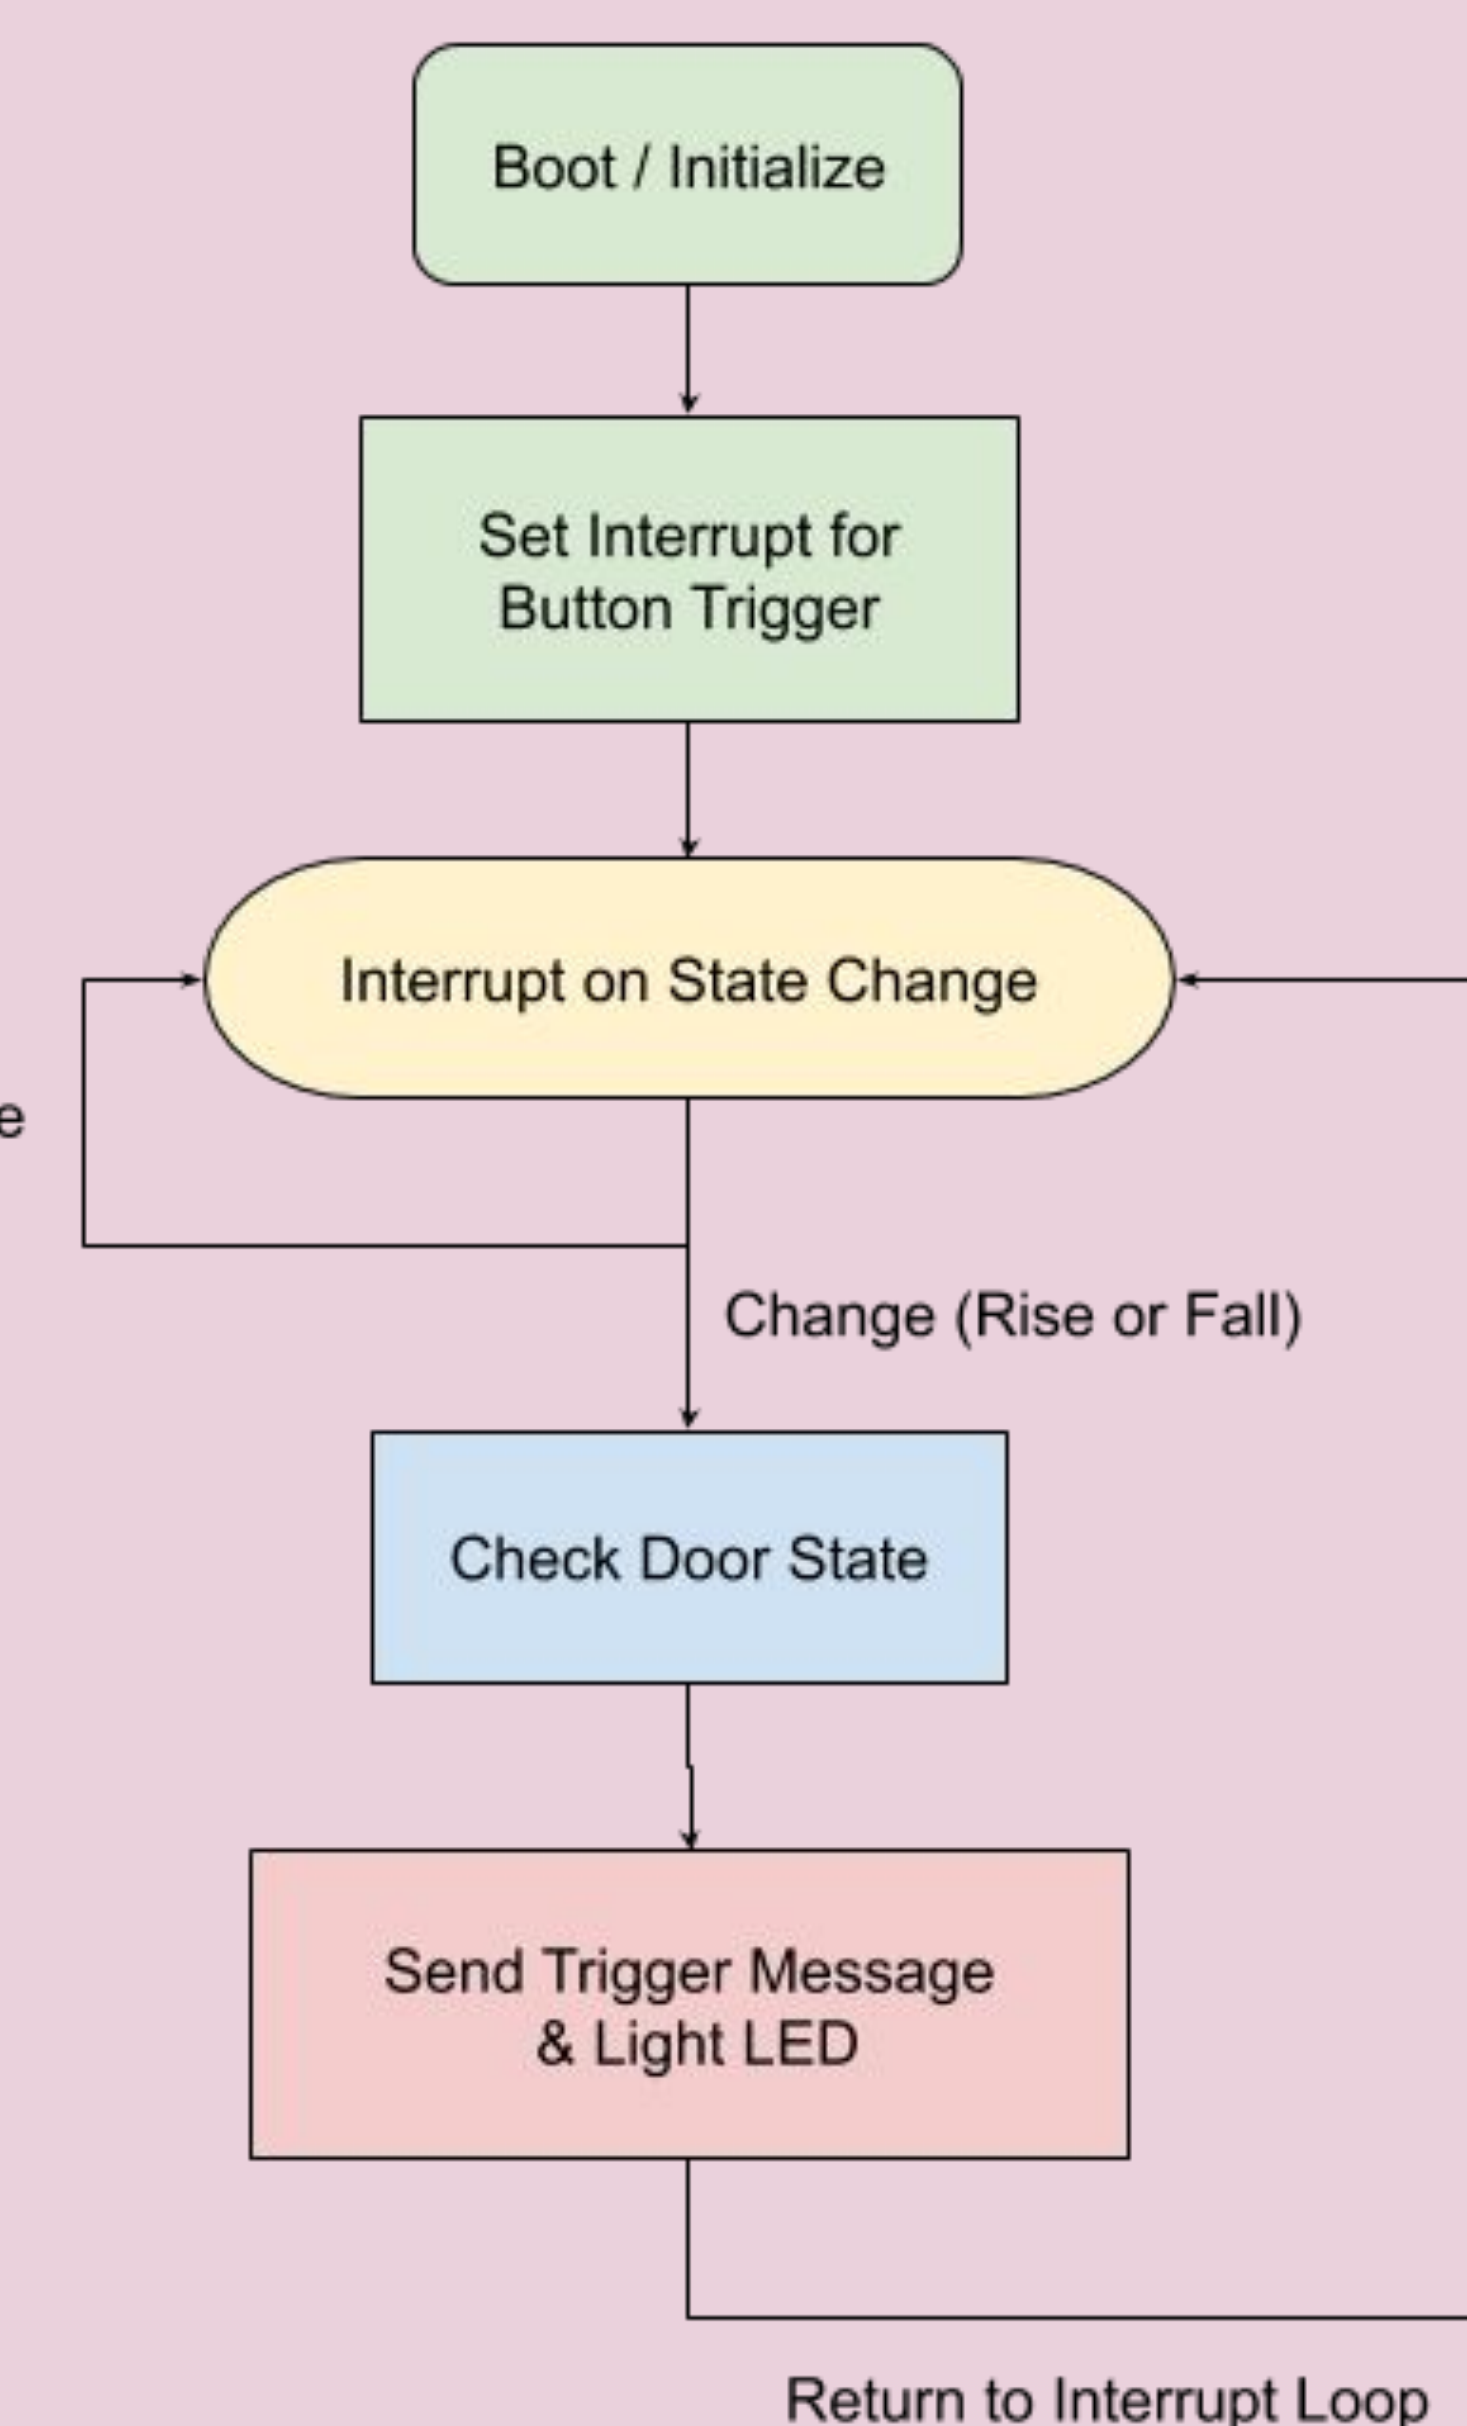 Boot / Initialize
Set Interrupt for
Button Trigger
Interrupt on State Change
e
Change (Rise or Fall)
Check Door State
Send Trigger Message
& Light LED
Return to Interrupt Loop